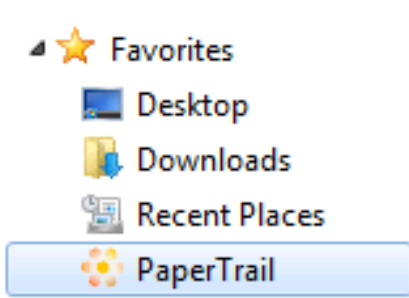 Favorites
Desktop
Downloads
Recent Places
PaperTrail